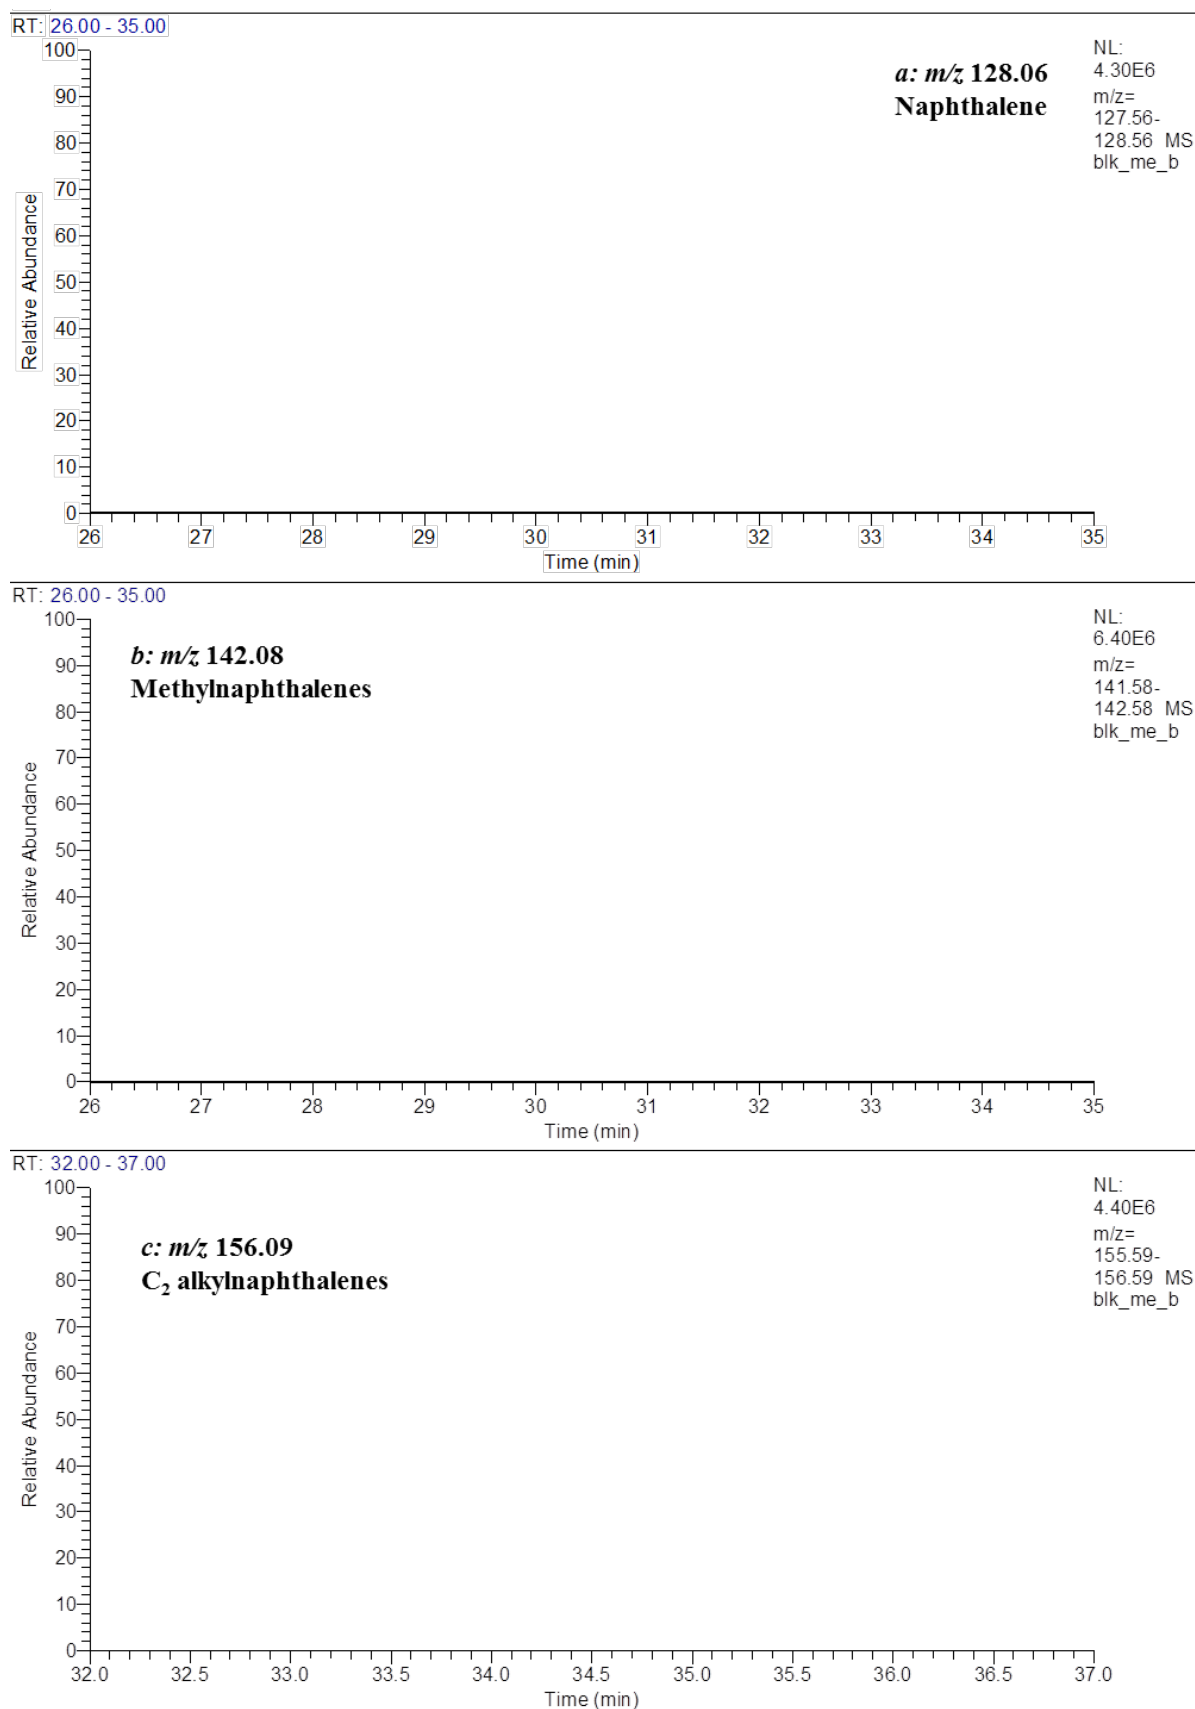 RT: 26.00 - 35.00
100
90
80
70
60
50
40
30
20
10
0
Relative Abundance
a: m/z 128.06
Naphthalene
NL:
4.30E6
m/z=
127.56-
128.56 MS
blk_me_b
26 27 28 29 30 31 32 33 34 35
Time (min)
RT: 26.00 - 35.00
100
90
80
70
60
50
40
30
20
10
0
Relative Abundance
b: m/z 142.08
Methylnaphthalenes
NL:
6.40E6
m/z=
141.58-
142.58 MS
blk_me_b
26 27 28 29 30 31 32 33 34 35
Time (min)
RT: 32.00 - 37.00
100
90
80
70
60
50
40
30
20
10
0
Relative Abundance
c: m/z 156.09
C₂ alkylnaphthalenes
NL:
4.40E6
m/z=
155.59-
156.59 MS
blk_me_b
32.0 32.5 33.0 33.5 34.0 34.5 35.0 35.5 36.0 36.5 37.0
Time (min)